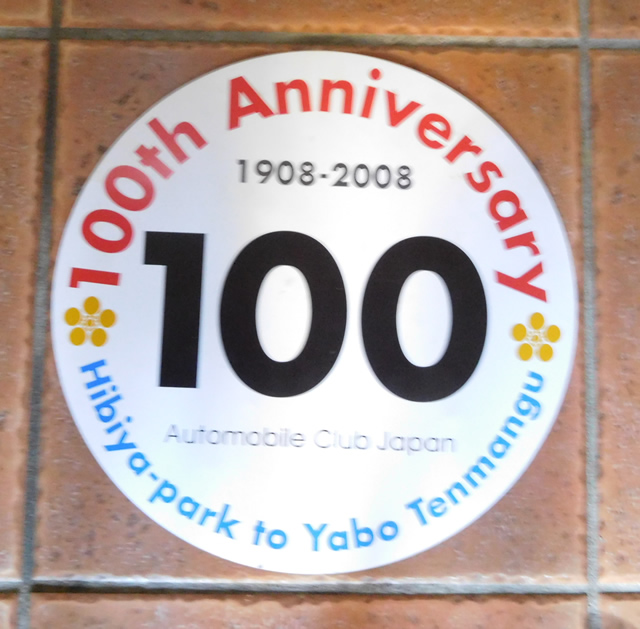 100th Anniversary
1908-2008
100
Automobile Club Japan
Hibiya-park to Yabo Tenmangu